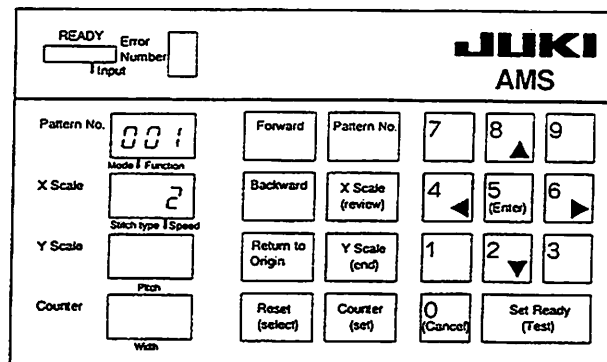 READY
Error
Number
Input
JUKI
AMS
Pattern No.
001
Mode Function
X Scale
2
Stitch type Speed
Y Scale
Pitch
Counter
Width
Forward
Pattern No.
7
8
9
Backward
X Scale
(review)
4
5
(Enter)
6
Return to
Origin
Y Scale
(end)
1
2
3
Reset
(select)
Counter
(set)
0
(Cancel)
Set Ready
(Test)